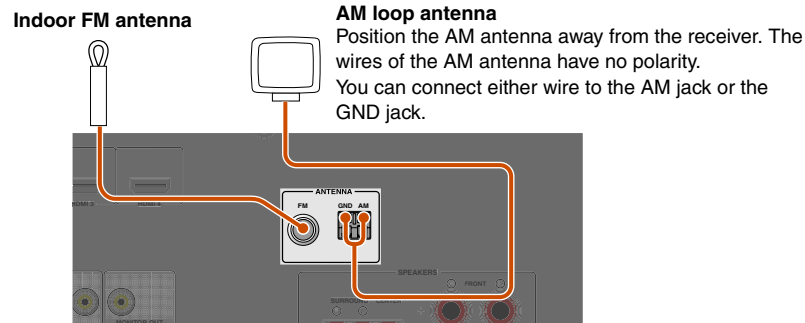 Indoor FM antenna
AM loop antenna
Position the AM antenna away from the receiver. The
wires of the AM antenna have no polarity.
You can connect either wire to the AM jack or the
GND jack.
HDMI 3
HDMI 4
ANTENNA
FM
GND AM
SPEAKERS
FRONT
SURROUND
CENTER
MONITOR OUT